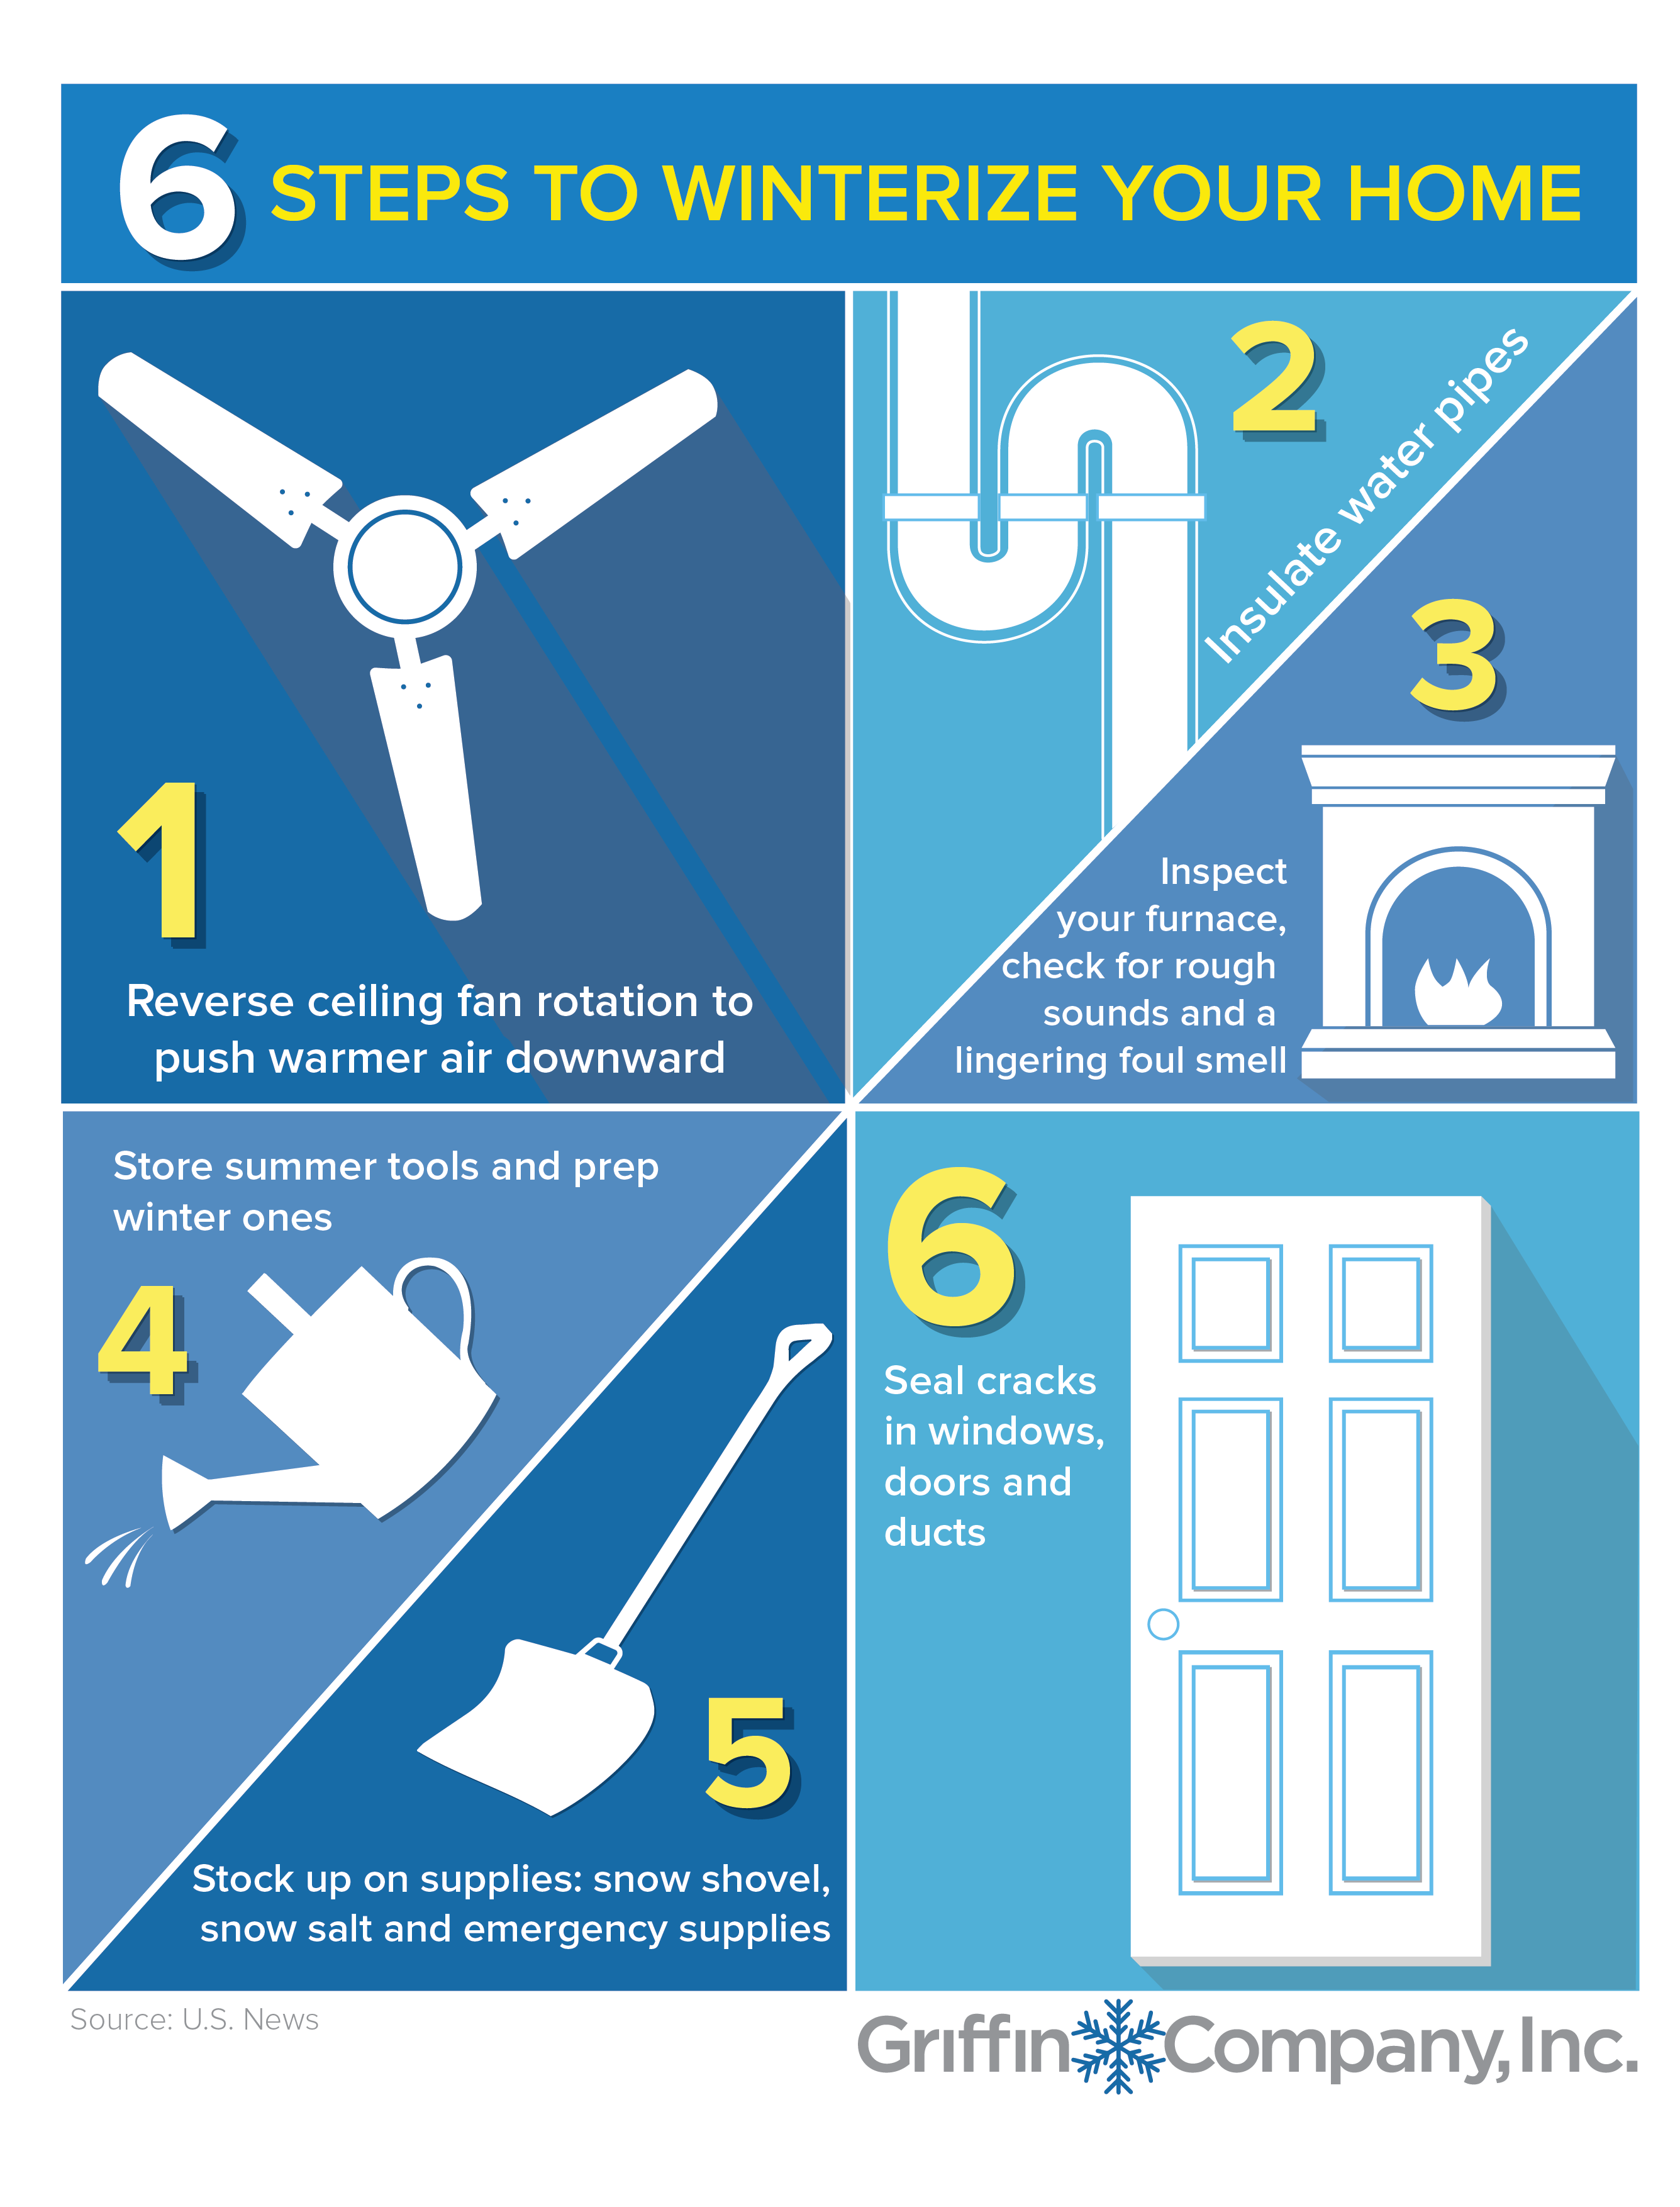 6 STEPS TO WINTERIZE YOUR HOME
1
Reverse ceiling fan rotation to
push warmer air downward
2
Insulate water pipes
3
Inspect
your furnace,
check for rough
sounds and a
lingering foul smell
Store summer tools and prep
winter ones
4
5
Stock up on supplies: snow shovel,
snow salt and emergency supplies
6
Seal cracks
in windows,
doors and
ducts
Source: U.S. News
Griffin Company, Inc.